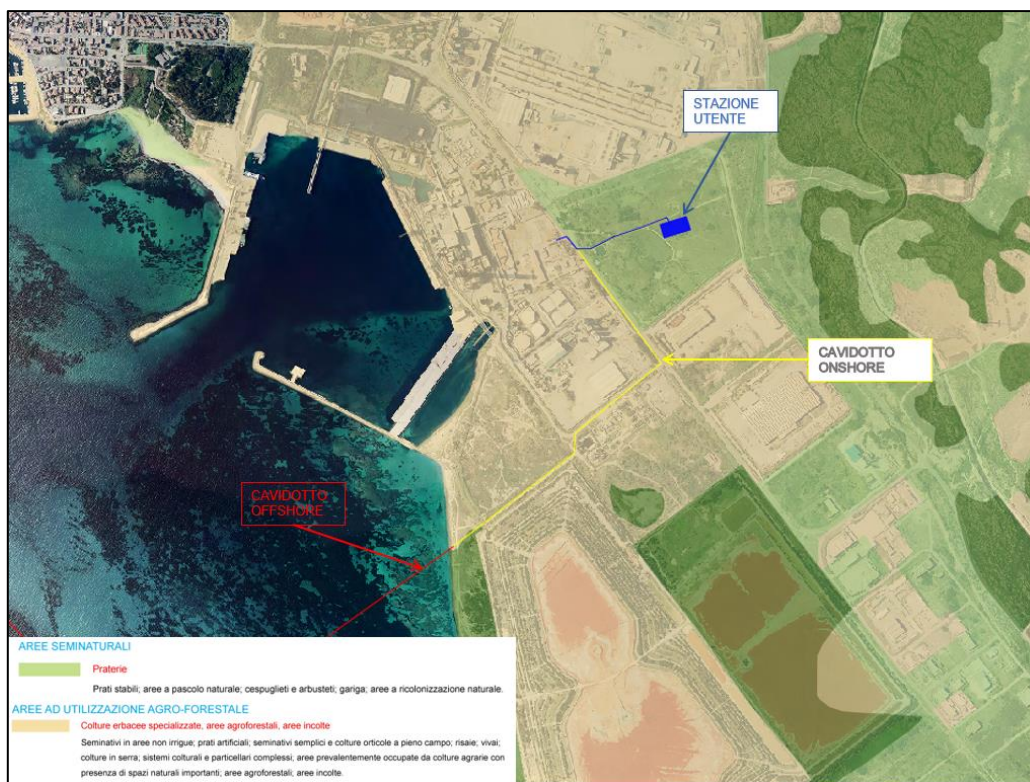 STAZIONE
UTENTE
CAVIDOTTO
ONSHORE
CAVIDOTTO
OFFSHORE
AREE SEMINATURALI
Praterie
Prati stabili; aree a pascolo naturale; cespuglieti e arbusteti; gariga; aree a ricolonizzazione naturale.
AREE AD UTILIZZAZIONE AGRO-FORESTALE
Colture erbacee specializzate, aree agroforestali, aree incolte
Seminativi in aree non irrigue; prati artificiali; seminativi semplici e colture orticole a pieno campo; risaie; vivai;
colture in serra; sistemi colturali e particellari complessi; aree prevalentemente occupate da colture agrarie con
presenza di spazi naturali importanti; aree agroforestali; aree incolte.